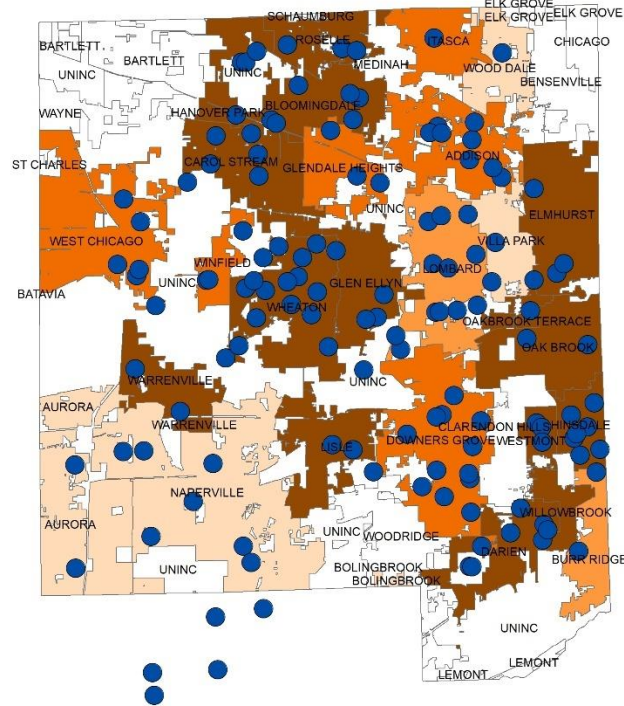 ELK GROVE
SCHAUMBURG
ELK GROVE
ELK GROVE
ROSELLE
ITASCA
BARTLETT
CHICAGO
BARTLETT
MEDINAH
WOOD DALE
UNINC
UNINC
BENSENVILLE
WAYNE
HANOVER PARK
BLOOMINGDALE
ADDISON
ST CHARLES
CAROL STREAM
GLENDALE HEIGHTS
UNINC
ELMHURST
WEST CHICAGO
VILLA PARK
WINFIELD
LOMBARD
UNINC
GLEN ELLYN
BATAVIA
WHEATON
OAKBROOK TERRACE
OAK BROOK
WARRENVILLE
UNINC
AURORA
WARRENVILLE
CLARENDON HILLS
HINSDALE
DOWNERS GROVE
WESTMONT
LISLE
NAPERVILLE
AURORA
WILLOWBROOK
UNINC
WOODRIDGE
DARIEN
BURR RIDGE
UNINC
BOLINGBROOK
BOLINGBROOK
UNINC
LEMONT
LEMONT